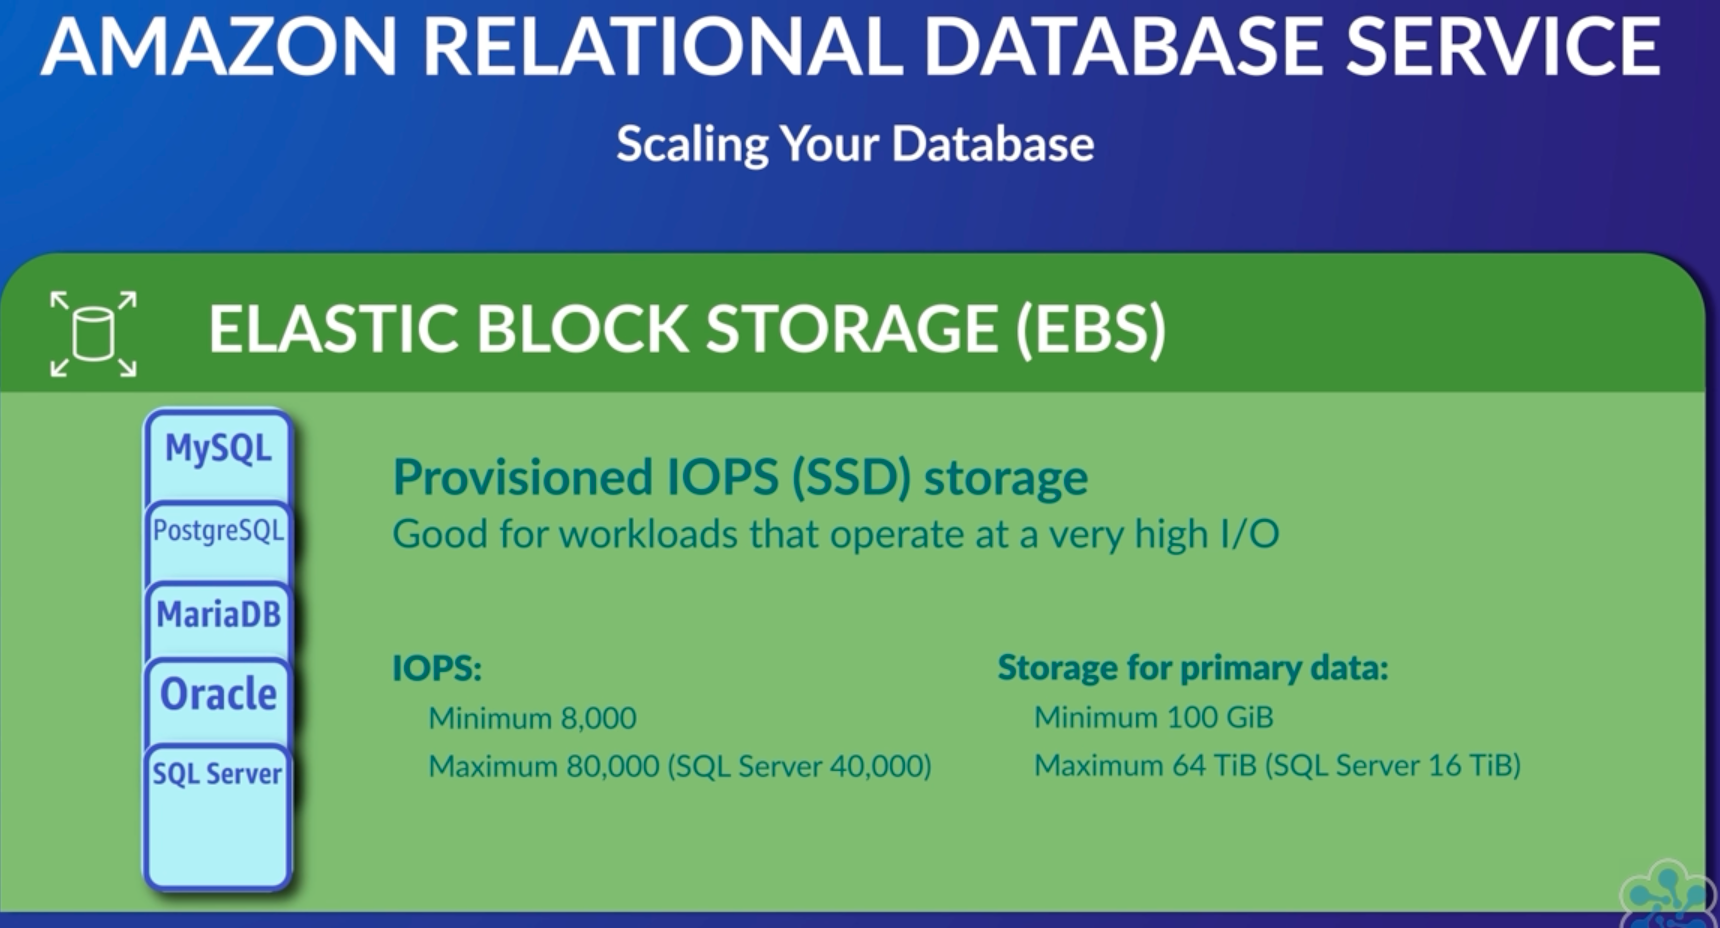 AMAZON RELATIONAL DATABASE SERVICE
Scaling Your Database
ELASTIC BLOCK STORAGE (EBS)
MySQL
PostgreSQL
MariaDB
Oracle
SQL Server
Provisioned IOPS (SSD) storage
Good for workloads that operate at a very high I/O
IOPS:
Minimum 8,000
Maximum 80,000 (SQL Server 40,000)
Storage for primary data:
Minimum 100 GiB
Maximum 64 TiB (SQL Server 16 TiB)